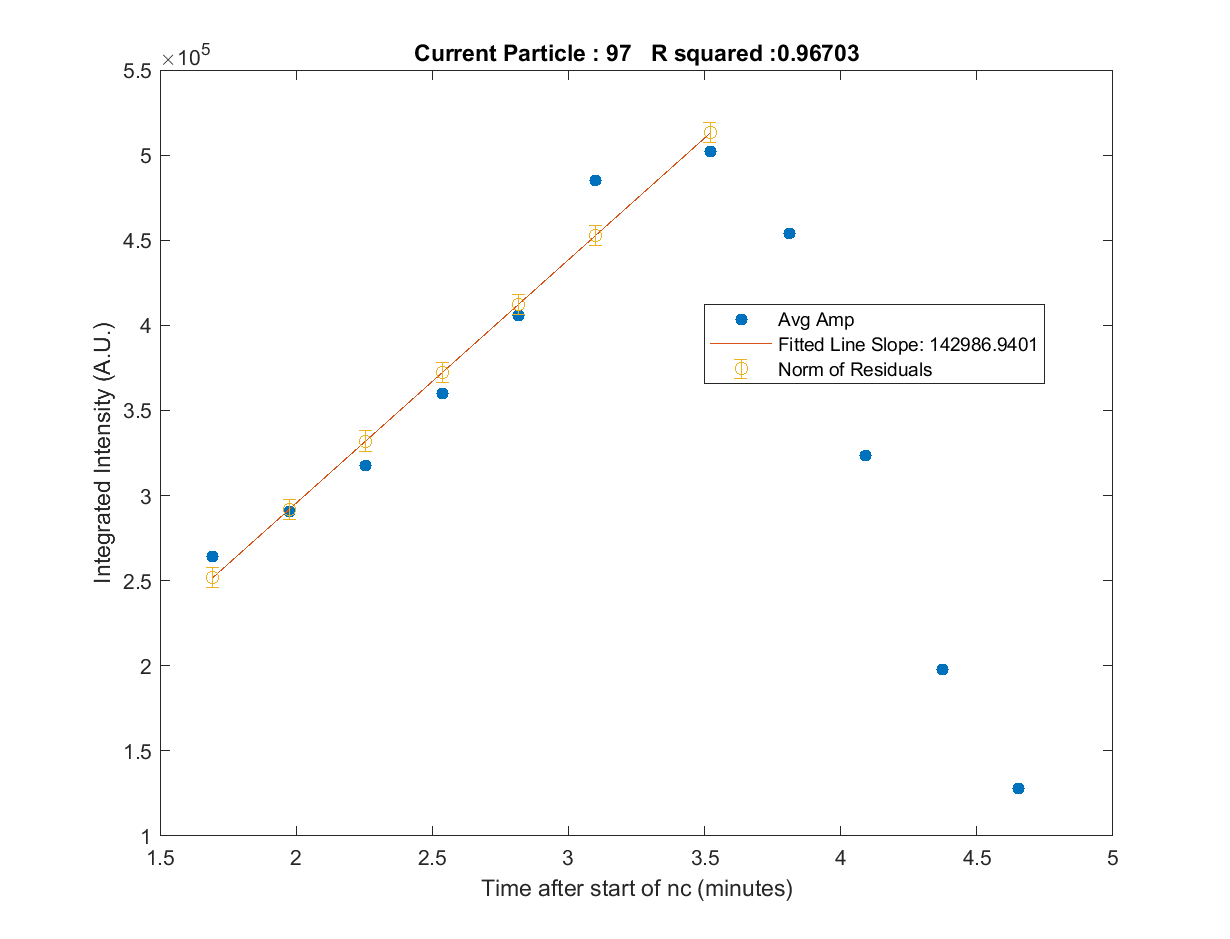 Current Particle : 97   R squared :0.96703
×10^5
5.5
5
4.5
4
3.5
3
2.5
2
1.5
1
Integrated Intensity (A.U.)
Avg Amp
Fitted Line Slope: 142986.9401
Norm of Residuals
1.5 2 2.5 3 3.5 4 4.5 5
Time after start of nc (minutes)